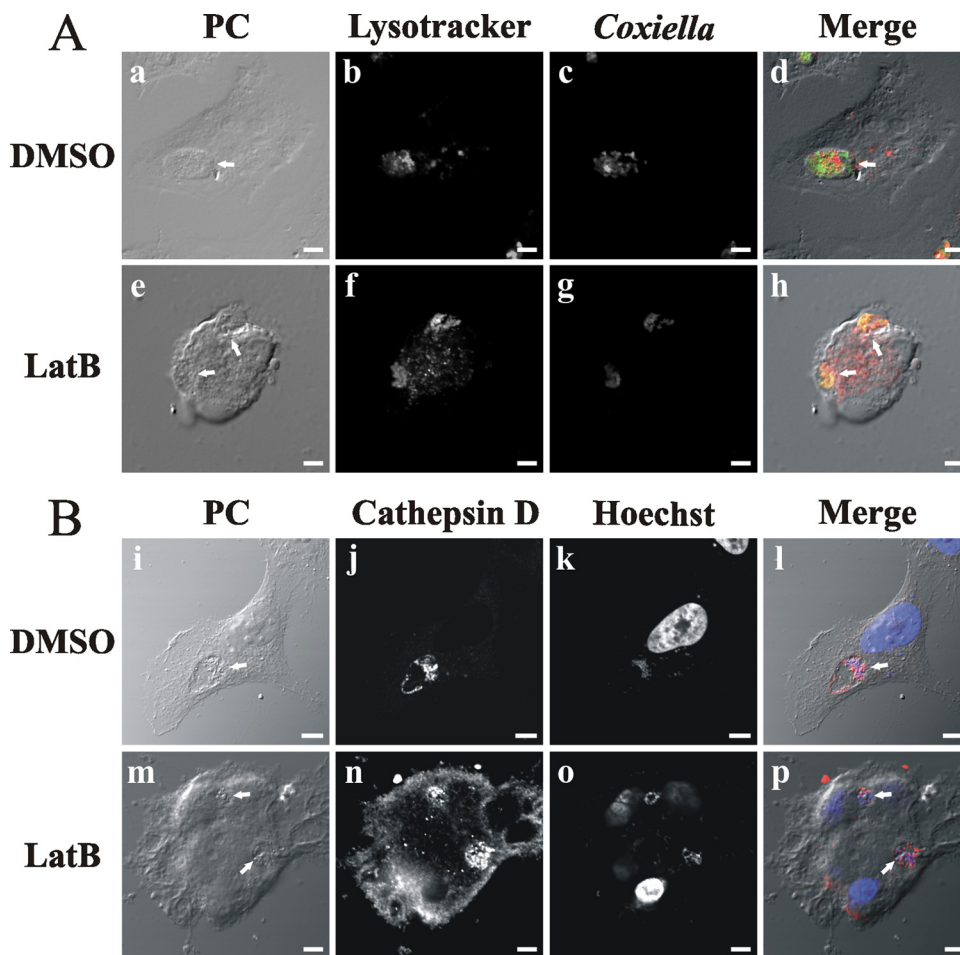 A PC Lysotracker Coxiella Merge
DMSO a b c d
LatB e f g h
B PC Cathepsin D Hoechst Merge
DMSO i j k l
LatB m n o p